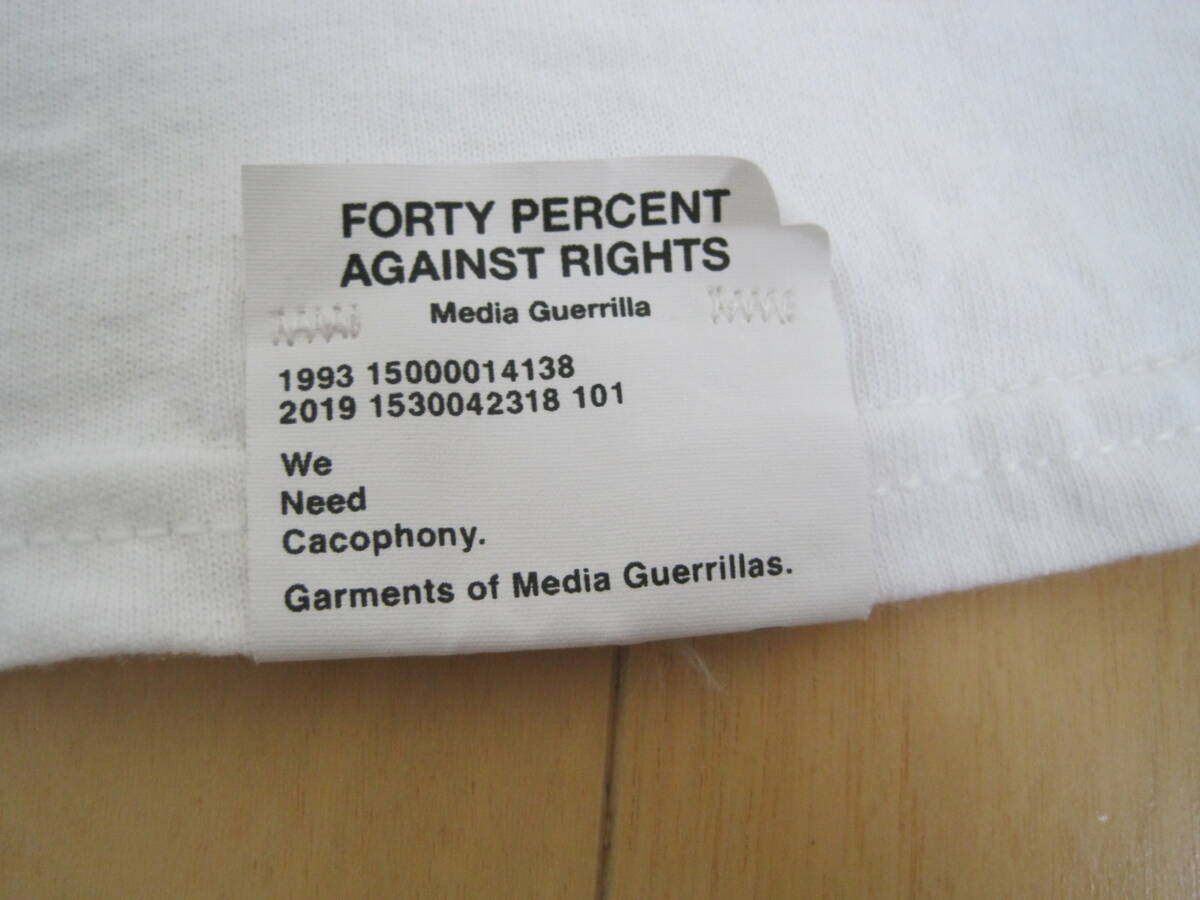 FORTY PERCENT
AGAINST RIGHTS
Media Guerrilla
1993 15000014138
2019 1530042318 101
We
Need
Cacophony.
Garments of Media Guerrillas.